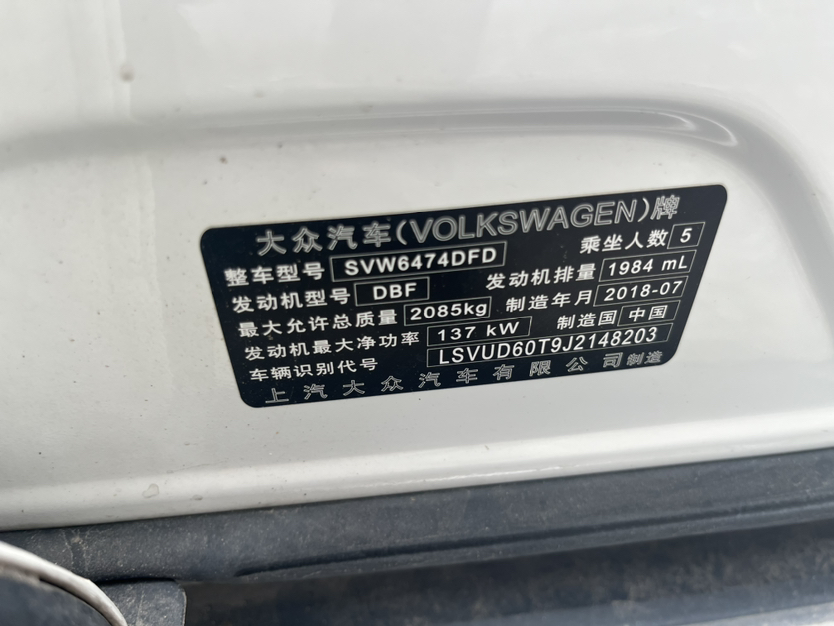 大众汽车(VOLKSWAGEN)牌
整车型号 SVW6474DFD 乘坐人数 5
发动机型号 DBF 发动机排量 1984 mL
最大允许总质量 2085kg 制造年月 2018-07
发动机最大净功率 137 kW 制造国 中国
车辆识别代号 LSVUD60T9J2148203
上汽大众汽车有限公司制造